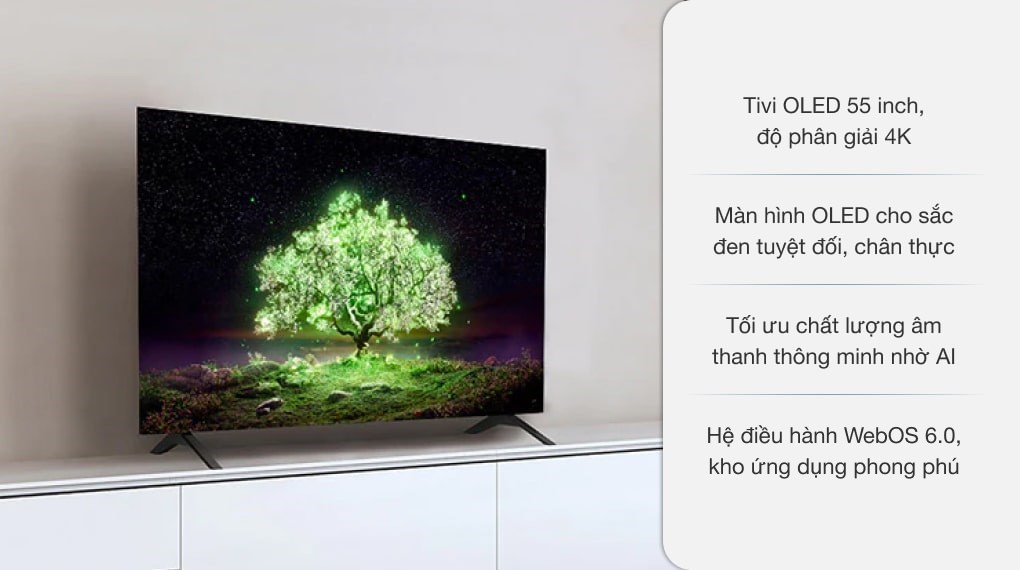 Tivi OLED 55 inch,
độ phân giải 4K
Màn hình OLED cho sắc
đen tuyệt đối, chân thực
Tối ưu chất lượng âm
thanh thông minh nhờ AI
Hệ điều hành WebOS 6.0,
kho ứng dụng phong phú